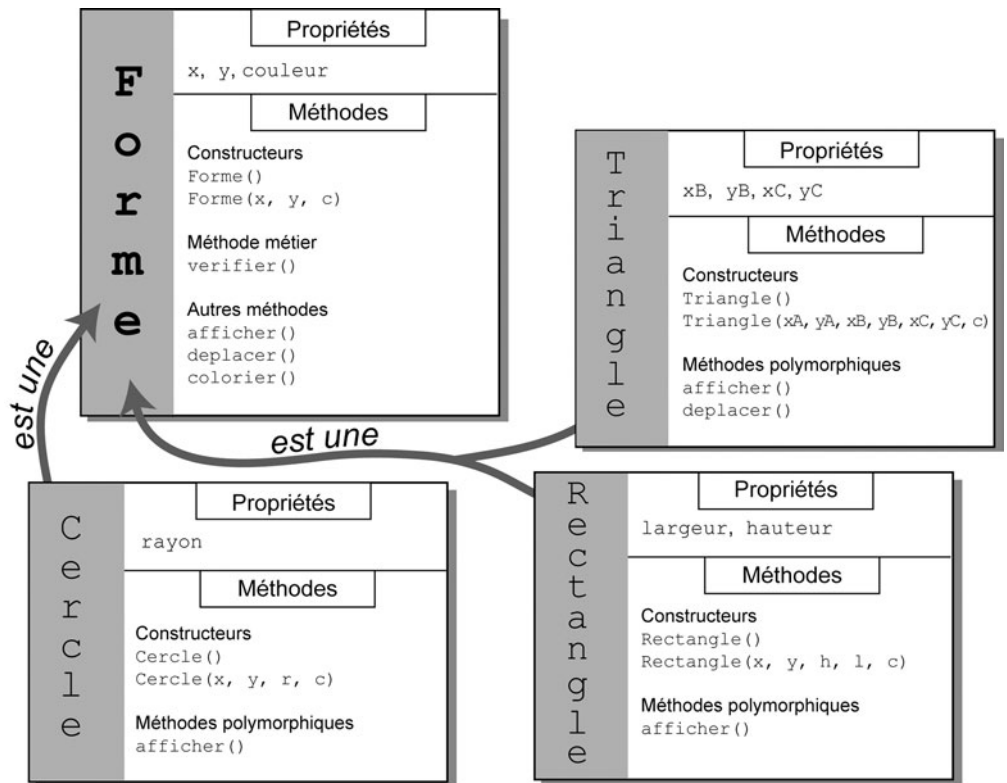 Forme
Propriétés
x, y, couleur
Méthodes
Constructeurs
Forme()
Forme(x, y, c)
Méthode métier
verifier()
Autres méthodes
afficher()
deplacer()
colorier()
Triangle
Propriétés
xB, yB, xC, yC
Méthodes
Constructeurs
Triangle()
Triangle(xA, yA, xB, yB, xC, yC, c)
Méthodes polymorphiques
afficher()
deplacer()
est une
est une
Cercle
Propriétés
rayon
Méthodes
Constructeurs
Cercle()
Cercle(x, y, r, c)
Méthodes polymorphiques
afficher()
Rectangle
Propriétés
largeur, hauteur
Méthodes
Constructeurs
Rectangle()
Rectangle(x, y, h, l, c)
Méthodes polymorphiques
afficher()